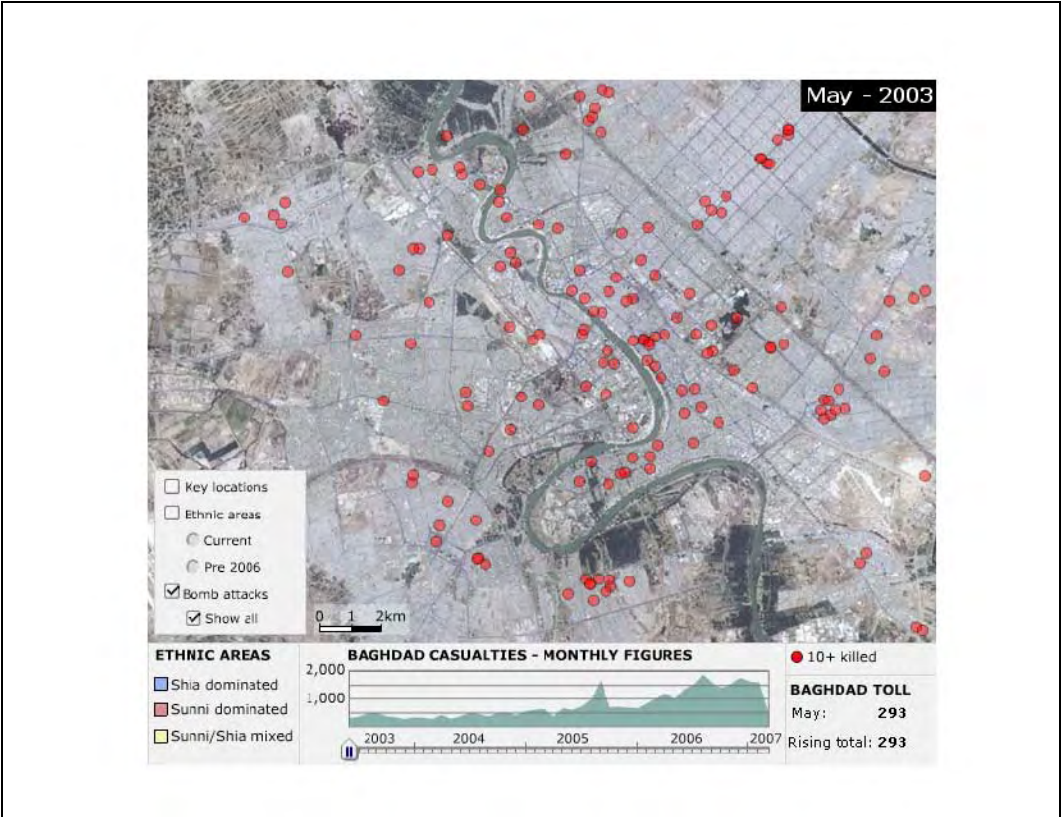 May - 2003
Key locations
Ethnic areas
Current
Pre 2006
Bomb attacks
Show all
0 1 2km
ETHNIC AREAS
Shia dominated
Sunni dominated
Sunni/Shia mixed
BAGHDAD CASUALTIES - MONTHLY FIGURES
2,000
1,000
2003 2004 2005 2006 2007
10+ killed
BAGHDAD TOLL
May: 293
Rising total: 293